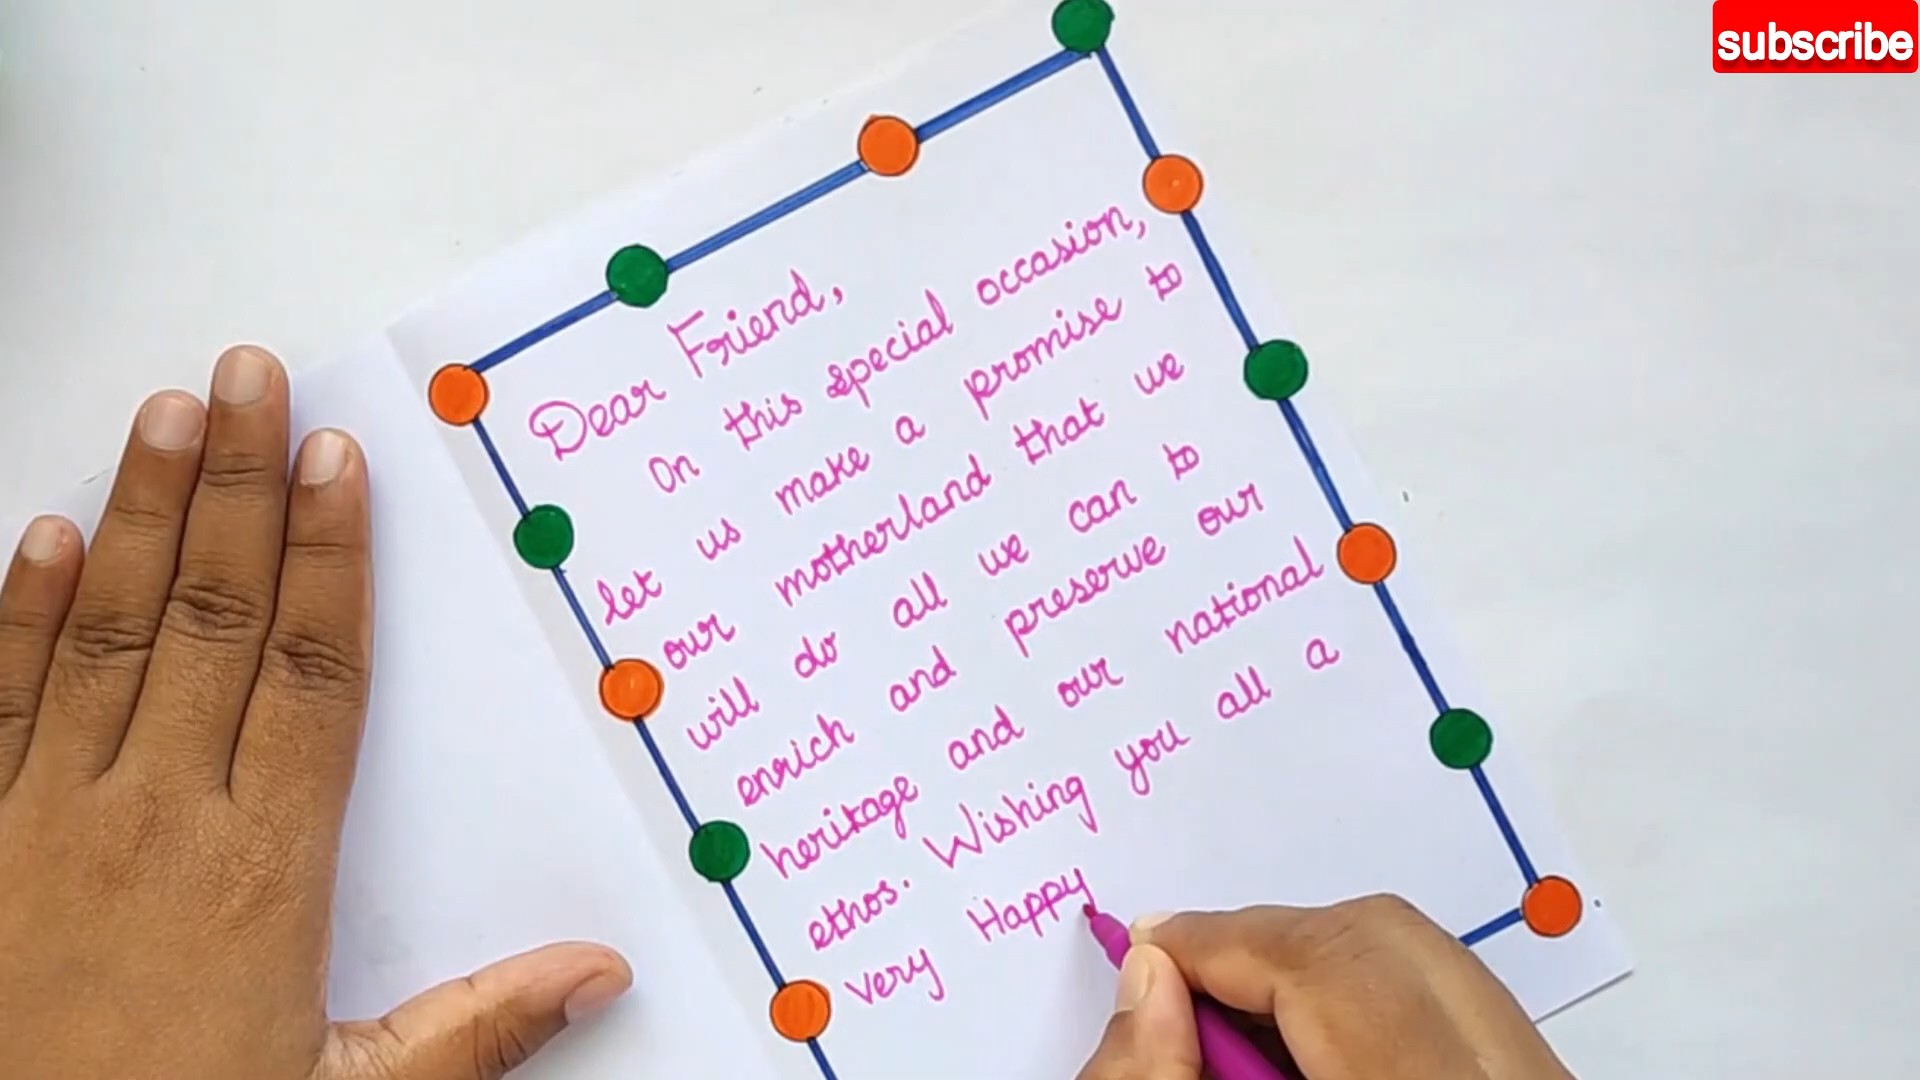 subscribe
Dear Friend,
On this special occasion,
let us make a promise to
our motherland that we
will do all we can to
enrich and preserve our
heritage and our national
ethos. Wishing you all a
very Happy